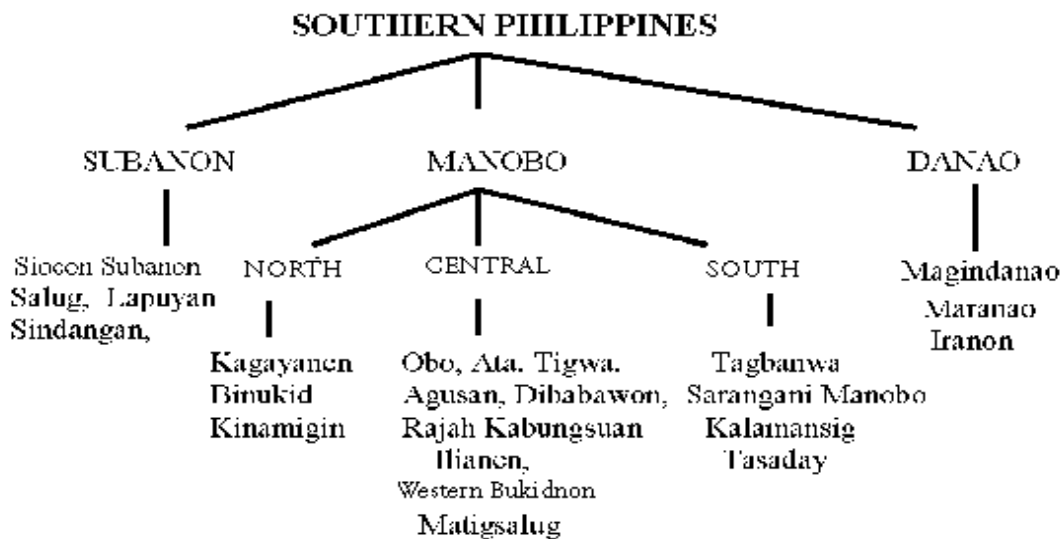 SOUTHERN PHILIPPINES
SUBANON
MANOBO
DANAO
Siocon Subanon
Salug, Lapuyan
Sindangan,
NORTH
CENTRAL
SOUTH
Magindanao
Maranao
Iranon
Kagayanen
Binukid
Kinamigin
Obo, Ata. Tigwa.
Agusan, Dibabawon,
Rajah Kabungsuan
Ilianen,
Western Bukidnon
Matigsalug
Tagbanwa
Sarangani Manobo
Kalamansig
Tasaday